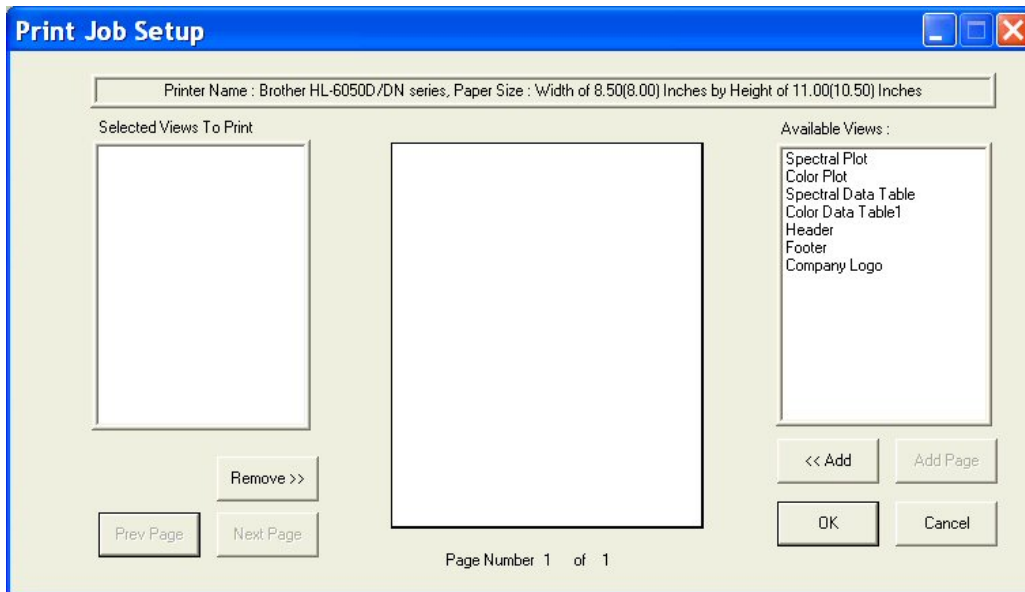 Print Job Setup
Printer Name : Brother HL-6050D/DN series, Paper Size : Width of 8.50(8.00) Inches by Height of 11.00(10.50) Inches
Selected Views To Print
Available Views :
Spectral Plot
Color Plot
Spectral Data Table
Color Data Table1
Header
Footer
Company Logo
<< Add
Add Page
Remove >>
OK
Cancel
Prev Page
Next Page
Page Number 1 of 1